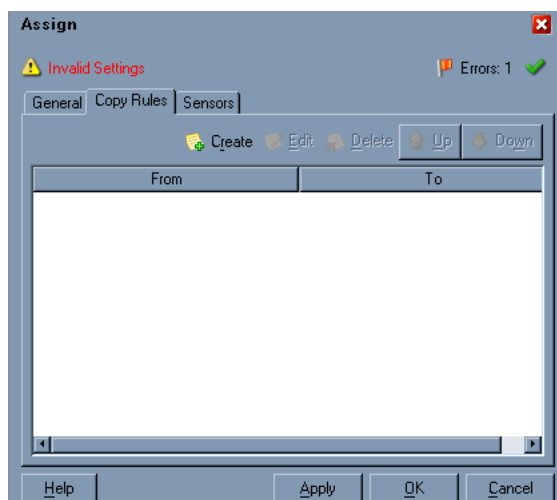 Assign
Invalid Settings Errors: 1
General Copy Rules Sensors
Create Edit Delete Up Down
From To
Help Apply OK Cancel